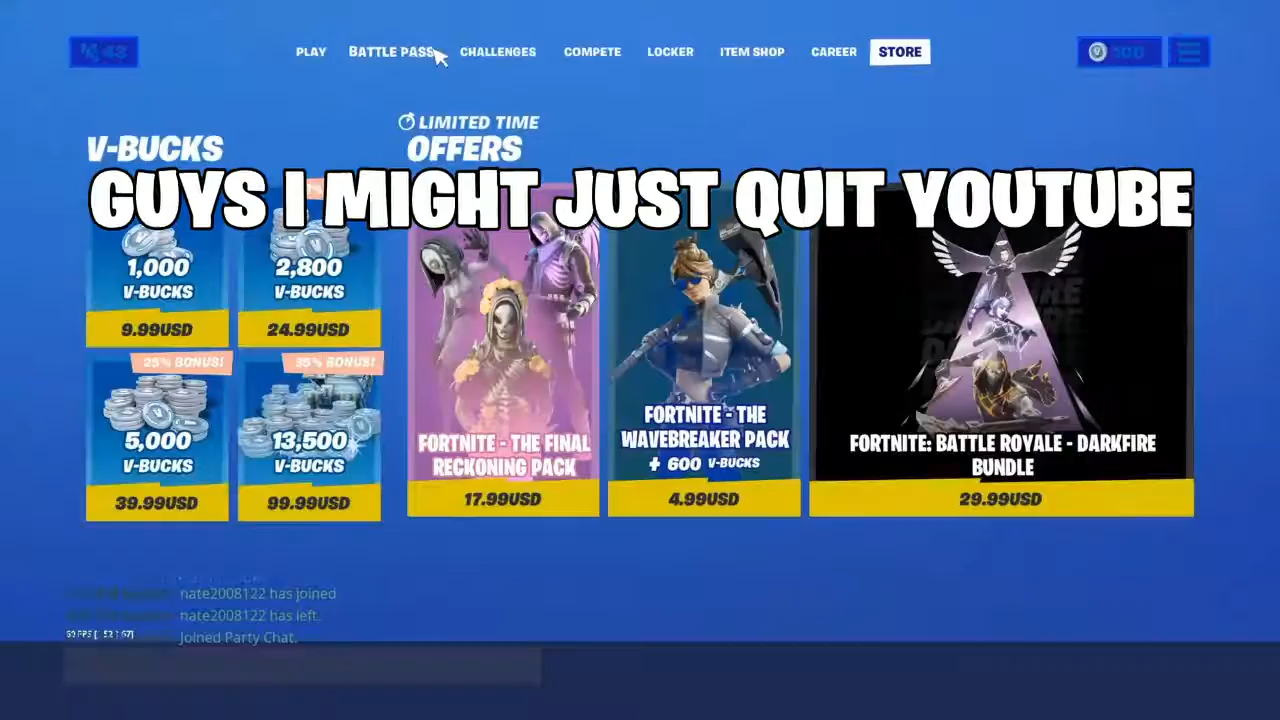 PLAY BATTLE PASS CHALLENGES COMPETE LOCKER ITEM SHOP CAREER STORE
LIMITED TIME
V-BUCKS
OFFERS
GUYS I MIGHT JUST QUIT YOUTUBE
1,000
V-BUCKS
9.99USD
2,800
V-BUCKS
24.99USD
25% BONUS!
5,000
V-BUCKS
39.99USD
35% BONUS!
13,500
V-BUCKS
99.99USD
FORTNITE - THE FINAL
RECKONING PACK
17.99USD
FORTNITE - THE
WAVEBREAKER PACK
+ 600 V-BUCKS
4.99USD
FORTNITE: BATTLE ROYALE - DARKFIRE
BUNDLE
29.99USD
nate2008122 has joined
nate2008122 has left.
Joined Party Chat.